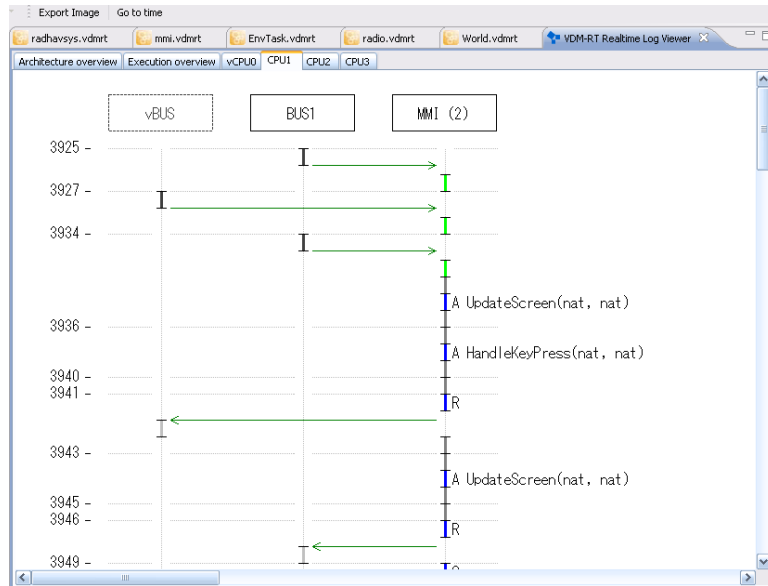 Export Image Go to time
radhavsys.vdmrt mmi.vdmrt EnvTask.vdmrt radio.vdmrt World.vdmrt VDM-RT Realtime Log Viewer
Architecture overview Execution overview vCPU0 CPU1 CPU2 CPU3
vBUS BUS1 MMI (2)
3925
3927
3934
A UpdateScreen(nat, nat)
3936
A HandleKeyPress(nat, nat)
3940
3941
R
3943
A UpdateScreen(nat, nat)
3945
3946
R
3949